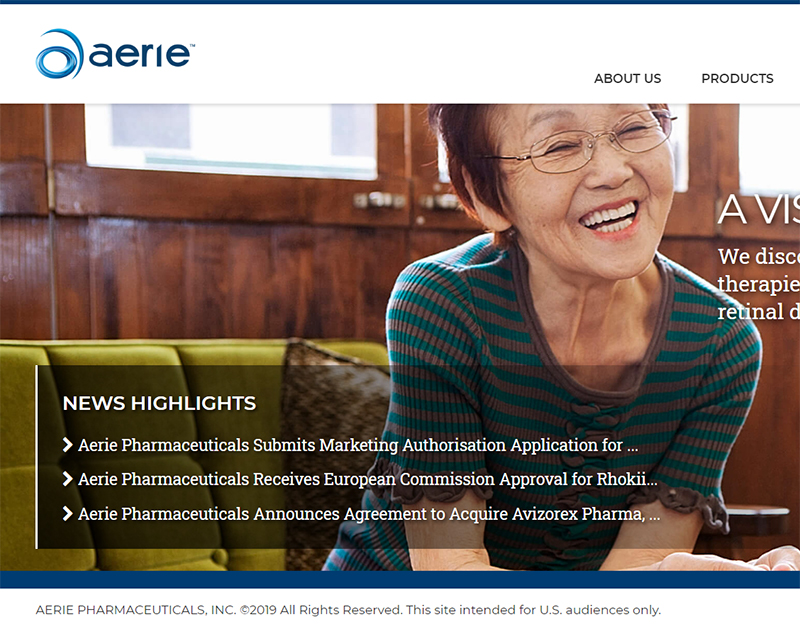 aerie™
ABOUT US PRODUCTS
A VIS
We disco
therapie
retinal d
NEWS HIGHLIGHTS
Aerie Pharmaceuticals Submits Marketing Authorisation Application for ...
Aerie Pharmaceuticals Receives European Commission Approval for Rhokii...
Aerie Pharmaceuticals Announces Agreement to Acquire Avizorex Pharma, ...
AERIE PHARMACEUTICALS, INC. ©2019 All Rights Reserved. This site intended for U.S. audiences only.